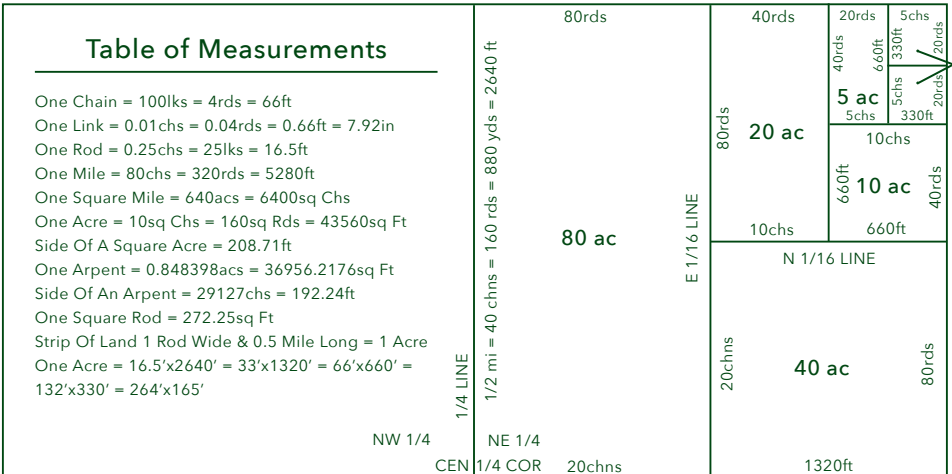 Table of Measurements
One Chain = 100lks = 4rds = 66ft
One Link = 0.01chs = 0.04rds = 0.66ft = 7.92in
One Rod = 0.25chs = 25lks = 16.5ft
One Mile = 80chs = 320rds = 5280ft
One Square Mile = 640acs = 6400sq Chs
One Acre = 10sq Chs = 160sq Rds = 43560sq Ft
Side Of A Square Acre = 208.71ft
One Arpent = 0.848398acs = 36956.2176sq Ft
Side Of An Arpent = 29127chs = 192.24ft
One Square Rod = 272.25sq Ft
Strip Of Land 1 Rod Wide & 0.5 Mile Long = 1 Acre
One Acre = 16.5’x2640’ = 33’x1320’ = 66’x660’ =
132’x330’ = 264’x165’
NW 1/4
1/4 LINE
CEN 1/4 COR
NE 1/4
80rds
1/2 mi = 40 chns = 160 rds = 880 yds = 2640 ft
80 ac
E 1/16 LINE
20chns
40rds
80rds
20 ac
10chs
20rds
40rds
660ft
5 ac
5chs
5chs
330ft
20rds
5chs
20rds
330ft
10chs
660ft
10 ac
40rds
660ft
N 1/16 LINE
20chns
40 ac
80rds
1320ft